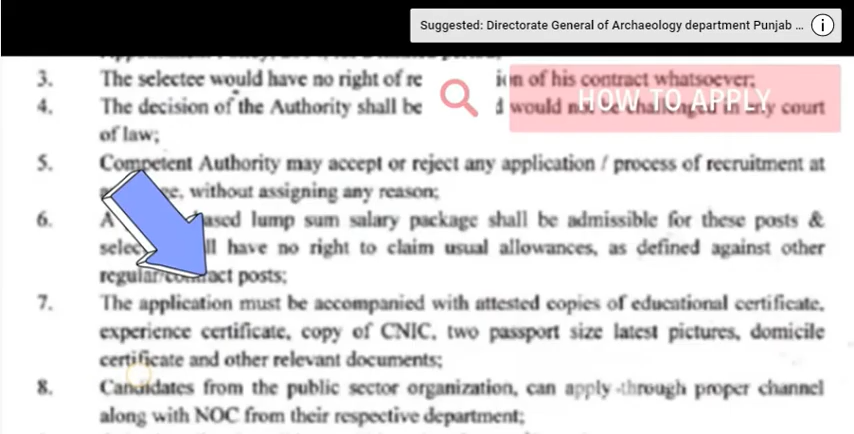 Suggested: Directorate General of Archaeology department Punjab ...
3. The selectee would have no right of re ion of his contract whatsoever;
HOW TO APPLY
4. The decision of the Authority shall be d would not be challenged in any court
of law;
5. Competent Authority may accept or reject any application / process of recruitment at
, without assigning any reason;
6. A ased lump sum salary package shall be admissible for these posts &
selec ll have no right to claim usual allowances, as defined against other
regular/contract posts;
7. The application must be accompanied with attested copies of educational certificate,
experience certificate, copy of CNIC, two passport size latest pictures, domicile
certificate and other relevant documents;
8. Candidates from the public sector organization, can apply through proper channel
along with NOC from their respective department;